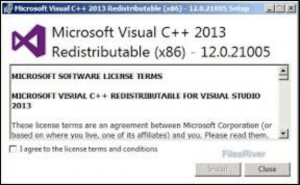 Microsoft Visual C++ 2013 Redistributable (x86) - 12.0.21005 Setup
Microsoft Visual C++ 2013
Redistributable (x86) - 12.0.21005
MICROSOFT SOFTWARE LICENSE TERMS
MICROSOFT VISUAL C++ REDISTRIBUTABLE FOR VISUAL STUDIO
2013
These license terms are an agreement between Microsoft Corporation (or
based on where you live, one of its affiliates) and you. Please read them.
I agree to the license terms and conditions
FilesRiver
Install
Close